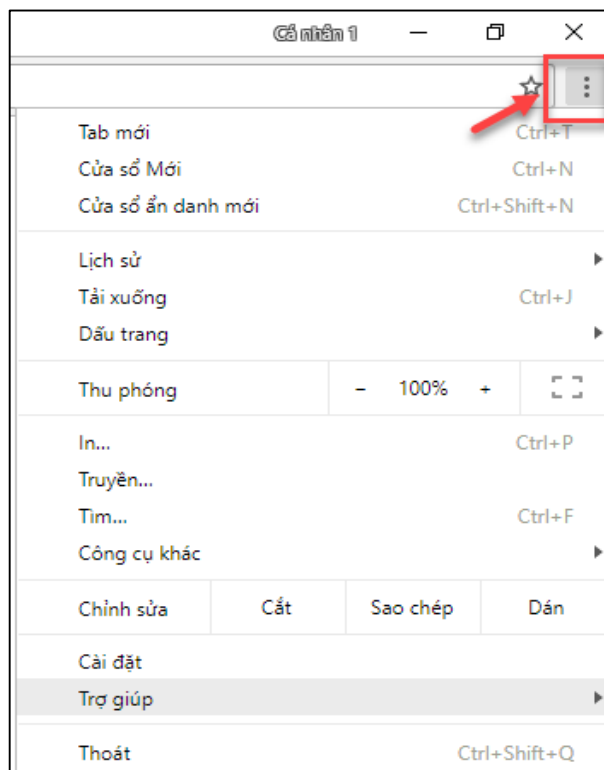 Cá nhân 1
Tab mới Ctrl+T
Cửa sổ Mới Ctrl+N
Cửa sổ ẩn danh mới Ctrl+Shift+N
Lịch sử
Tải xuống Ctrl+J
Dấu trang
Thu phóng − 100% +
In... Ctrl+P
Truyền...
Tìm... Ctrl+F
Công cụ khác
Chỉnh sửa Cắt Sao chép Dán
Cài đặt
Trợ giúp
Thoát Ctrl+Shift+Q